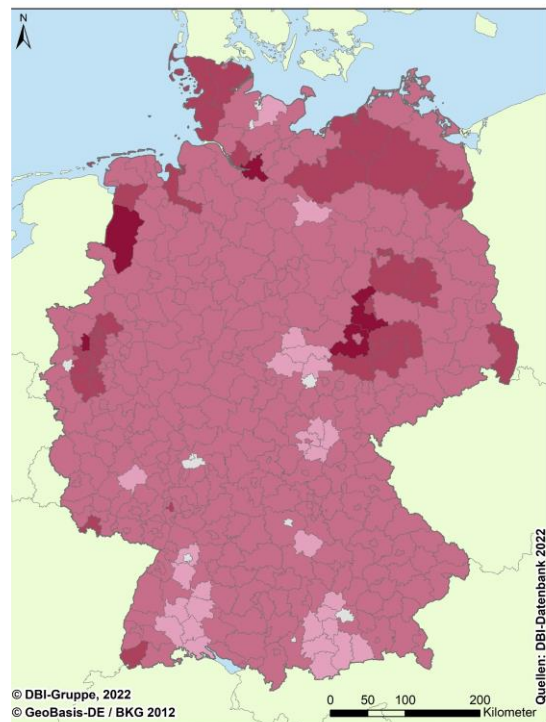 N
Quellen: DBI-Datenbank 2022
© DBI-Gruppe, 2022
© GeoBasis-DE / BKG 2012
0 50 100 200
Kilometer